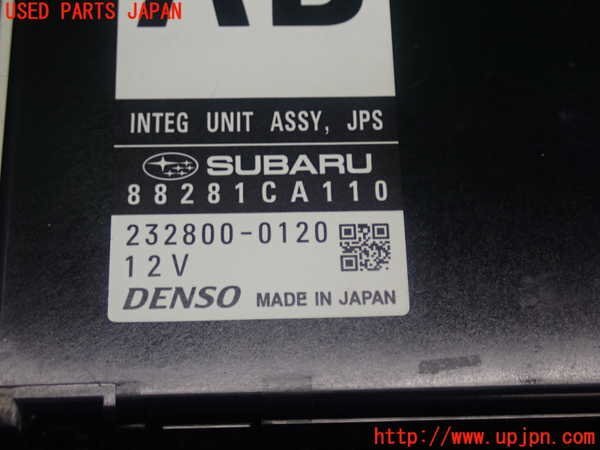 USED PARTS JAPAN
AB
INTEG UNIT ASSY, JPS
SUBARU
88281CA110
232800-0120
12V
DENSO MADE IN JAPAN
http://www.upjpn.com/